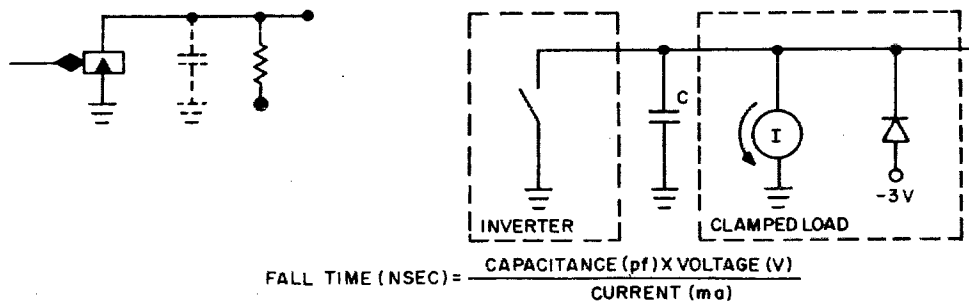 C
I
-3V
INVERTER
CLAMPED LOAD
FALL TIME (NSEC) = CAPACITANCE (pf) X VOLTAGE (V)
CURRENT (ma)